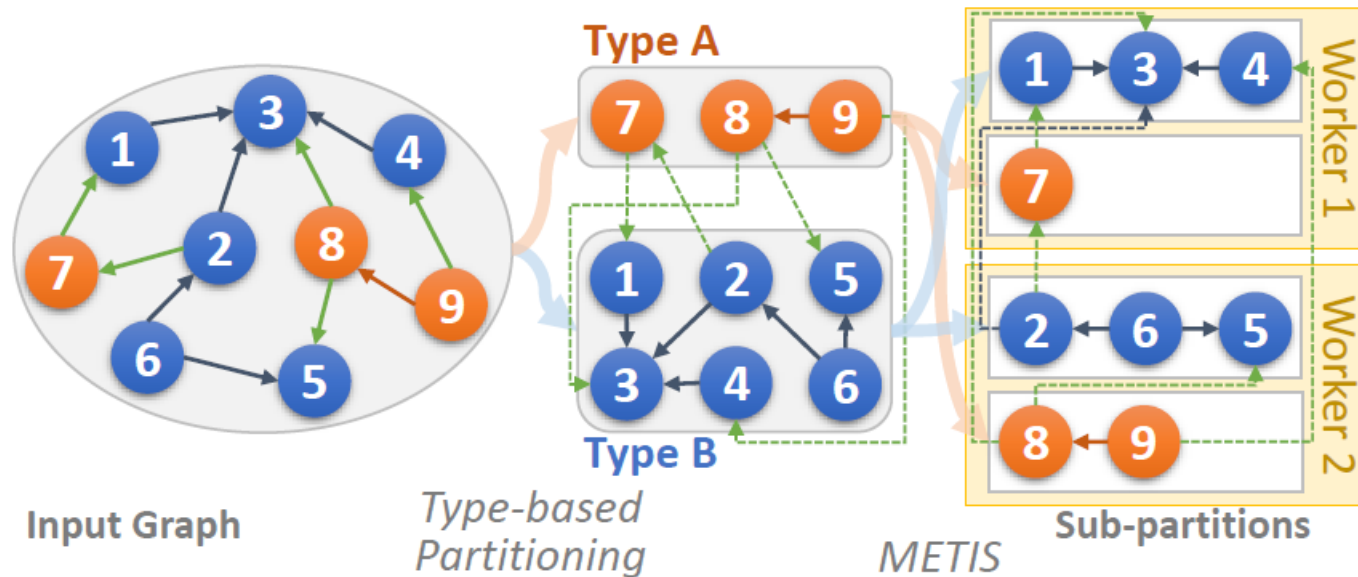 Type A
1 3 4
7 2 8 9
6 5
7 8 9
1 2 5
3 4 6
Type B
1 3 4
7
Worker 1
2 6 5
8 9
Worker 2
Input Graph
Type-based
Partitioning
METIS
Sub-partitions